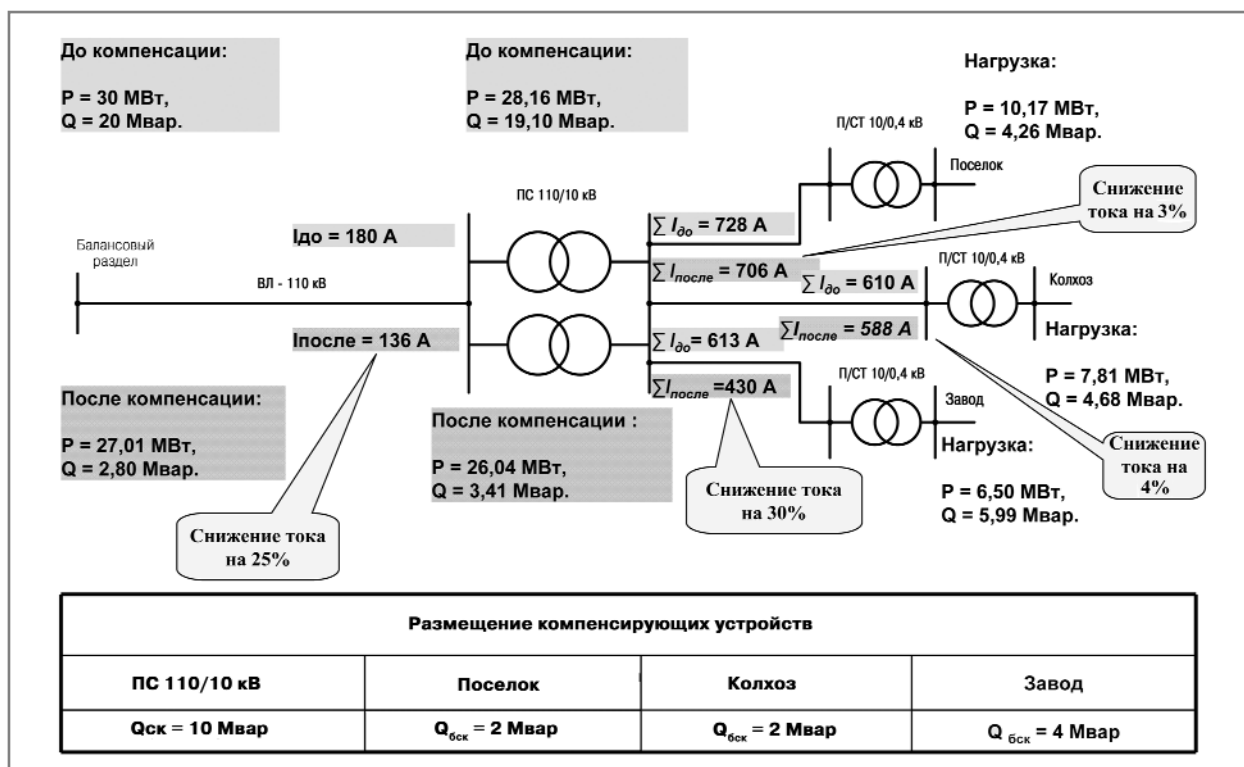 До компенсации:
P = 30 МВт,
Q = 20 Мвар.
До компенсации:
P = 28,16 МВт,
Q = 19,10 Мвар.
Нагрузка:
P = 10,17 МВт,
Q = 4,26 Мвар.
П/СТ 10/0,4 кВ
Поселок
Снижение
тока на 3%
ПС 110/10 кВ
Iдо = 180 А
∑ Iдо = 728 А
∑ Iпосле = 706 А
Балансовый
раздел
ВЛ - 110 кВ
∑ Iдо = 610 А
П/СТ 10/0,4 кВ
Колхоз
Iпосле = 136 А
∑ Iдо = 613 А
∑Iпосле = 588 А
Нагрузка:
P = 7,81 МВт,
Q = 4,68 Мвар.
∑Iпосле =430 А
П/СТ 10/0,4 кВ
Завод
После компенсации:
P = 27,01 МВт,
Q = 2,80 Мвар.
После компенсации :
P = 26,04 МВт,
Q = 3,41 Мвар.
Нагрузка:
P = 6,50 МВт,
Q = 5,99 Мвар.
Снижение
тока на
4%
Снижение тока
на 30%
Снижение тока
на 25%
Размещение компенсирующих устройств
ПС 110/10 кВ
Поселок
Колхоз
Завод
Qск = 10 Мвар
Qбск = 2 Мвар
Qбск = 2 Мвар
Q бск = 4 Мвар